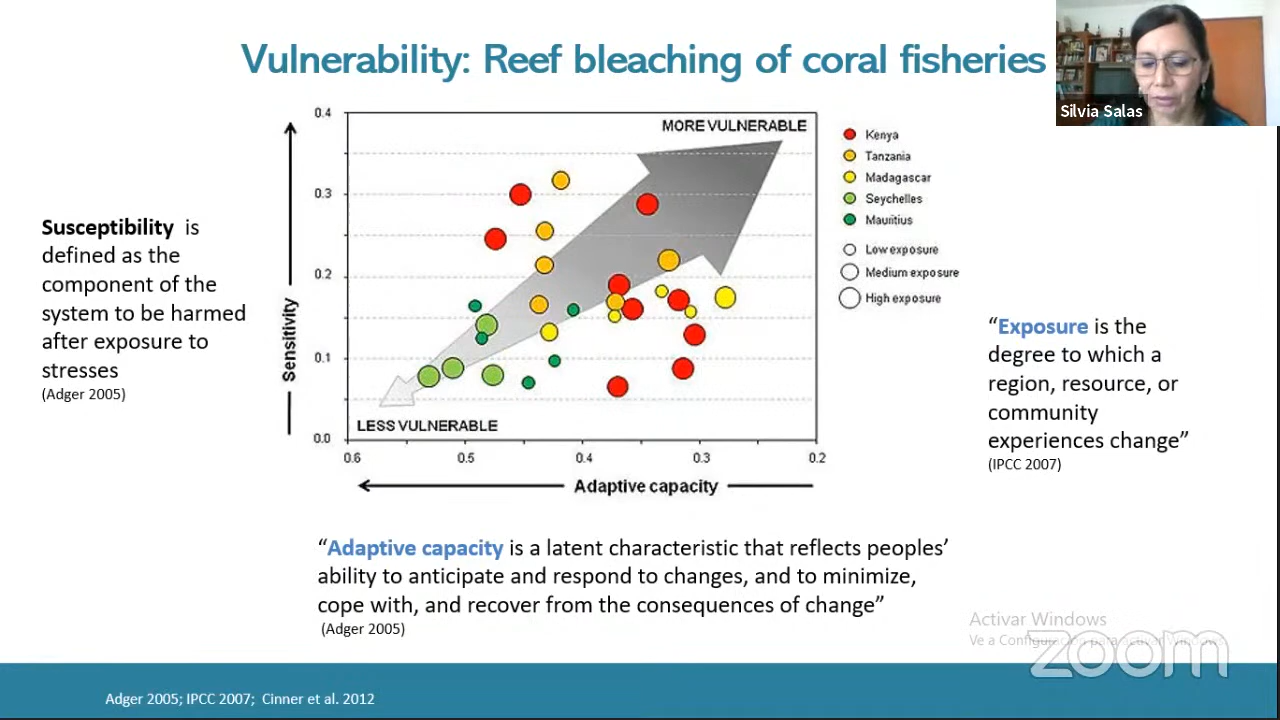 Vulnerability: Reef bleaching of coral fisheries
Silvia Salas
Susceptibility is
defined as the
component of the
system to be harmed
after exposure to
stresses
(Adger 2005)
Sensitivity
0.4
0.3
0.2
0.1
0.0
MORE VULNERABLE
LESS VULNERABLE
0.6
0.5
0.4
0.3
0.2
Adaptive capacity
Kenya
Tanzania
Madagascar
Seychelles
Mauritius
Low exposure
Medium exposure
High exposure
“Exposure is the
degree to which a
region, resource, or
community
experiences change”
(IPCC 2007)
“Adaptive capacity is a latent characteristic that reflects peoples’
ability to anticipate and respond to changes, and to minimize,
cope with, and recover from the consequences of change”
(Adger 2005)
Activar Windows
Ve a Configuración para activar Windows.
zoom
Adger 2005; IPCC 2007; Cinner et al. 2012